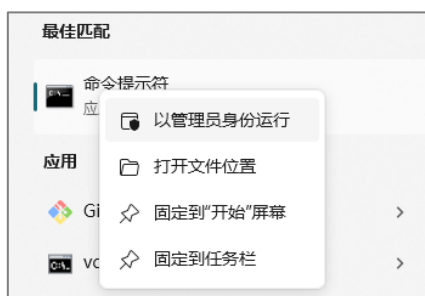 最佳匹配
命令提示符
应
以管理员身份运行
应用
打开文件位置
Gi
固定到“开始”屏幕
vc
固定到任务栏